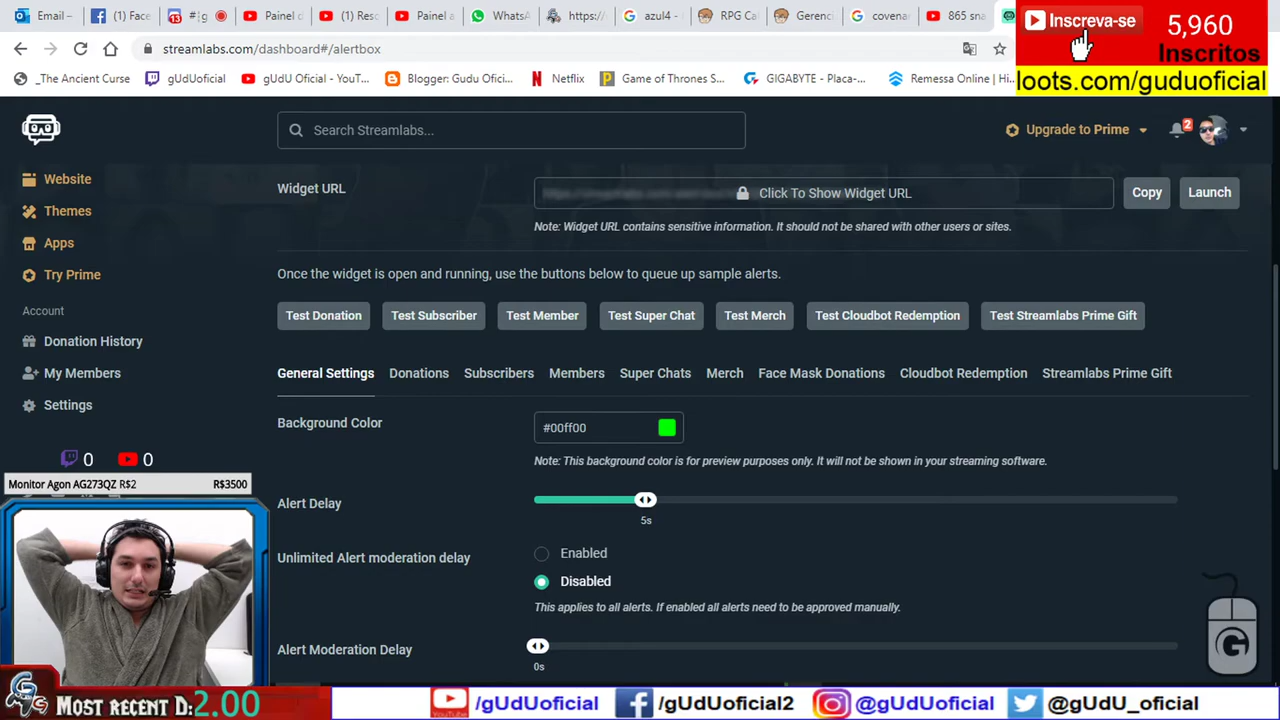 Email –
(1) Face
13
#¦g
Painel d
(1) Resc
Painel d
WhatsA
https:/
azul4 -
RPG Ca
Gerenci
covena
865 sna
streamlabs.com/dashboard#/alertbox
Inscreva-se
5,960
Inscritos
loots.com/guduoficial
_The Ancient Curse
gUdUoficial
gUdU Oficial - YouT...
Blogger: Gudu Ofici...
Netflix
Game of Thrones S...
GIGABYTE - Placa-...
Remessa Online | Hi...
Search Streamlabs...
Upgrade to Prime
2
Website
Themes
Apps
Try Prime
Account
Donation History
My Members
Settings
Widget URL
Click To Show Widget URL
Copy
Launch
Note: Widget URL contains sensitive information. It should not be shared with other users or sites.
Once the widget is open and running, use the buttons below to queue up sample alerts.
Test Donation
Test Subscriber
Test Member
Test Super Chat
Test Merch
Test Cloudbot Redemption
Test Streamlabs Prime Gift
General Settings
Donations
Subscribers
Members
Super Chats
Merch
Face Mask Donations
Cloudbot Redemption
Streamlabs Prime Gift
Background Color
#00ff00
Note: This background color is for preview purposes only. It will not be shown in your streaming software.
Alert Delay
5s
Unlimited Alert moderation delay
Enabled
Disabled
This applies to all alerts. If enabled all alerts need to be approved manually.
Alert Moderation Delay
0s
0
0
Monitor Agon AG273QZ R$2
R$3500
G
Most recent D: 2.00
YouTube
/gUdUoficial
/gUdUoficial2
@gUdUoficial
@gUdU_oficial